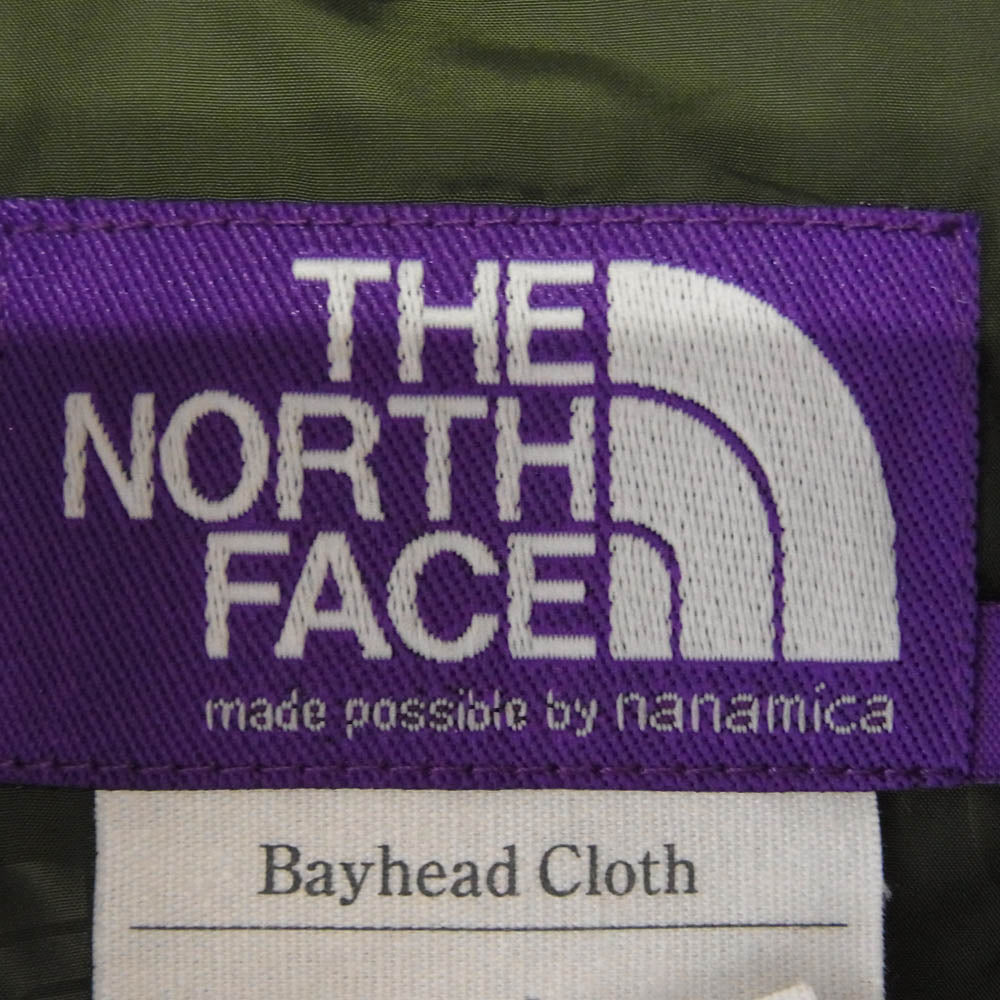 THE
NORTH
FACE
made possible by nanamica
Bayhead Cloth